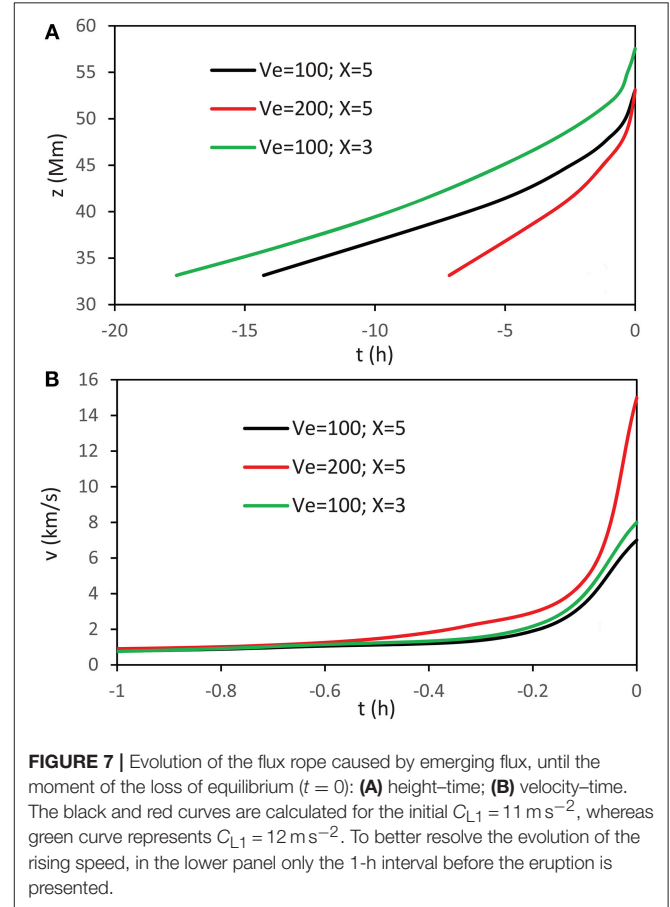 A
60
55
50
45
40
35
30
z (Mm)
Ve=100; X=5
Ve=200; X=5
Ve=100; X=3
-20 -15 -10 -5 0
t (h)
B
16
14
12
10
8
6
4
2
0
v (km/s)
Ve=100; X=5
Ve=200; X=5
Ve=100; X=3
-1 -0.8 -0.6 -0.4 -0.2 0
t (h)
FIGURE 7 | Evolution of the flux rope caused by emerging flux, until the
moment of the loss of equilibrium (t = 0): (A) height–time; (B) velocity–time.
The black and red curves are calculated for the initial C_L1 = 11 m s⁻², whereas
green curve represents C_L1 = 12 m s⁻². To better resolve the evolution of the
rising speed, in the lower panel only the 1-h interval before the eruption is
presented.